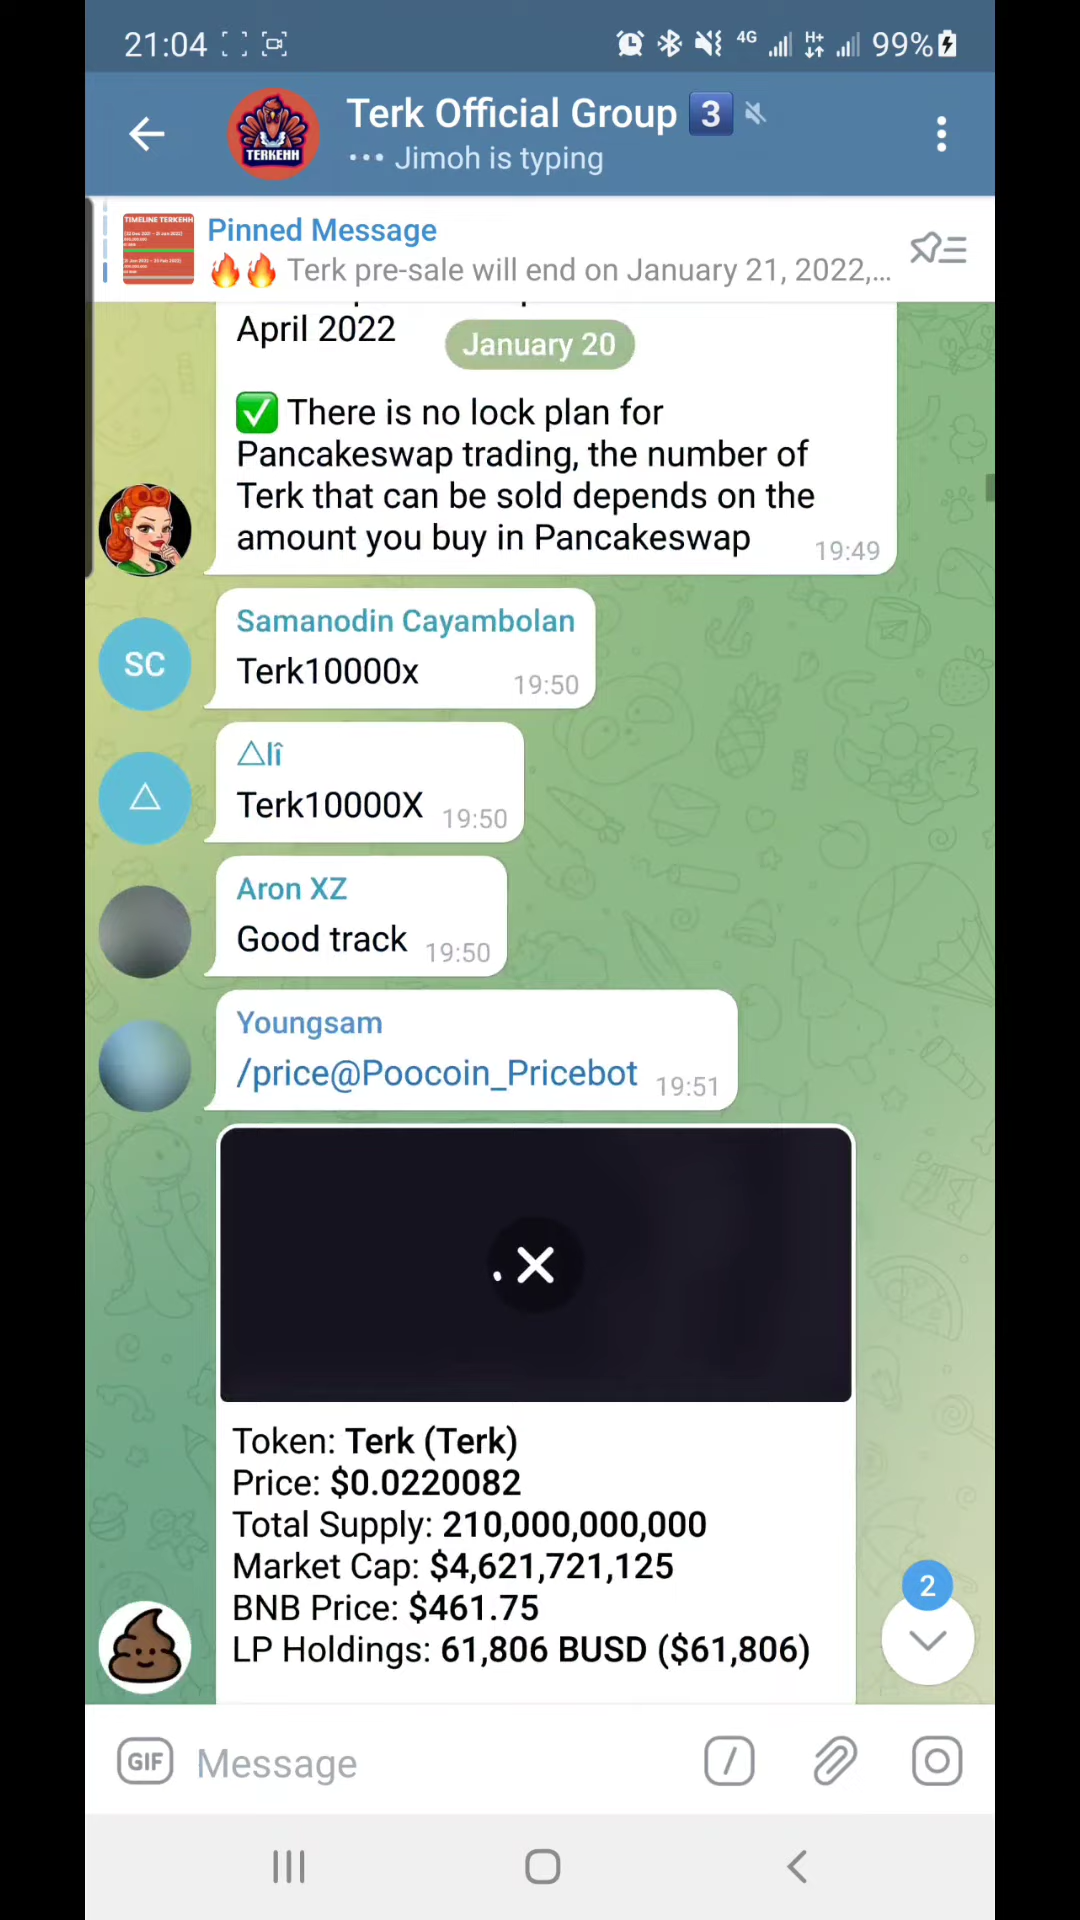 21:04
4G
H+
99%
Terk Official Group 3
Jimoh is typing
TERKEHH
TIMELINE TERKEHH
Pinned Message
🔥🔥 Terk pre-sale will end on January 21, 2022,...
April 2022
January 20
✅ There is no lock plan for
Pancakeswap trading, the number of
Terk that can be sold depends on the
amount you buy in Pancakeswap
19:49
SC
Samanodin Cayambolan
Terk10000x 19:50
△lî
Terk10000X 19:50
Aron XZ
Good track 19:50
Youngsam
/price@Poocoin_Pricebot 19:51
Token: Terk (Terk)
Price: $0.0220082
Total Supply: 210,000,000,000
Market Cap: $4,621,721,125
BNB Price: $461.75
LP Holdings: 61,806 BUSD ($61,806)
2
GIF
Message